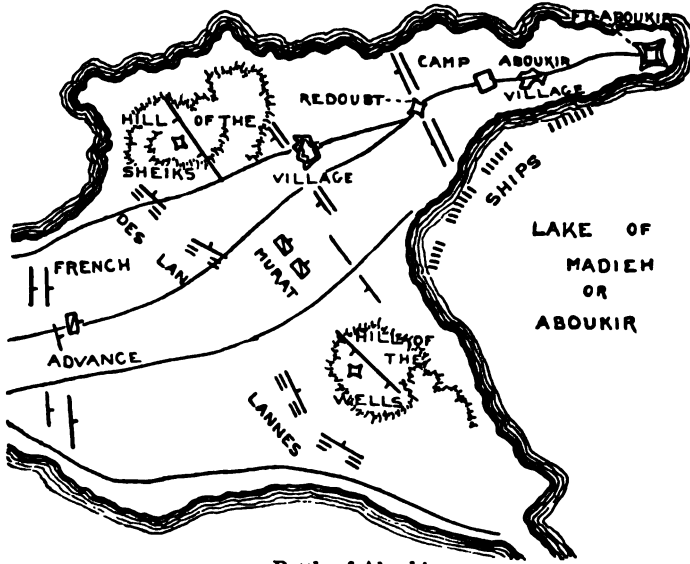 FT. ABOUKIR
CAMP
ABOUKIR
VILLAGE
REDOUBT
HILL OF THE
SHEIKS
VILLAGE
SHIPS
DES
LAN
MURAT
LAKE OF
MADIEH
OR
ABOUKIR
FRENCH
ADVANCE
HILL OF
THE
WELLS
LANNES